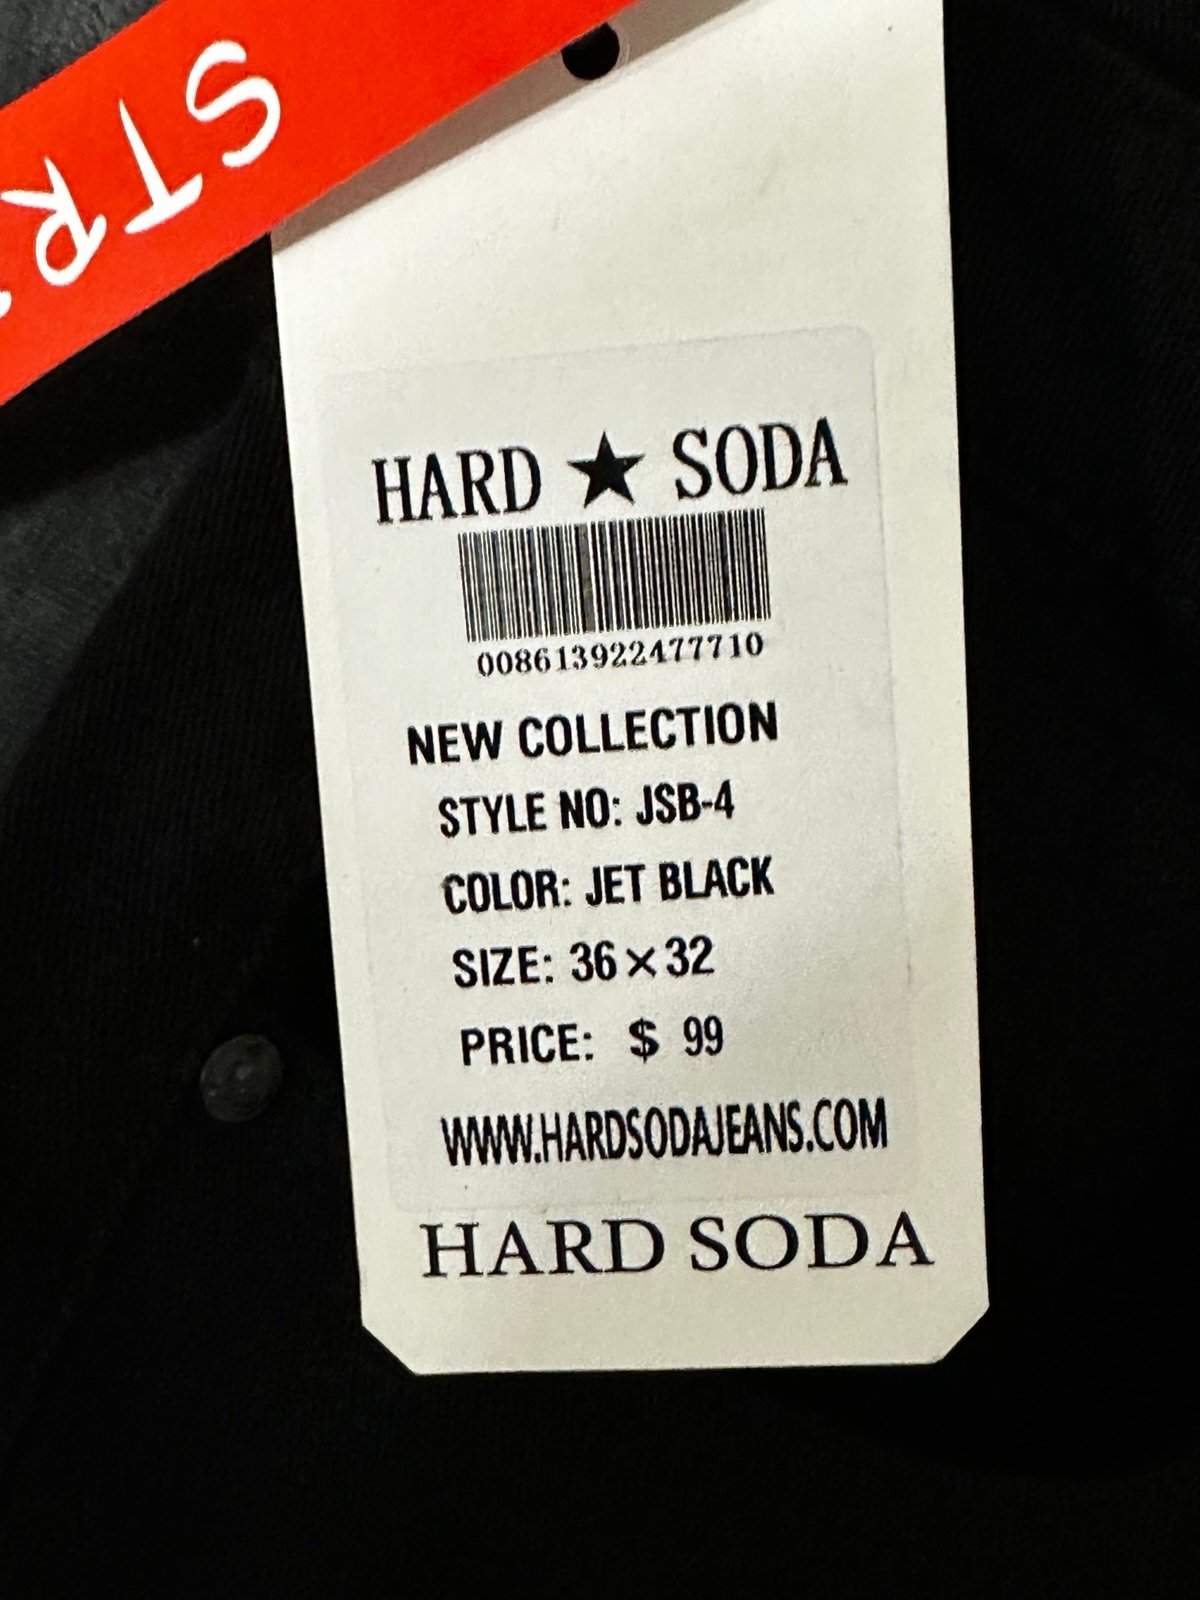 STR
HARD ★ SODA
008613922477710
NEW COLLECTION
STYLE NO: JSB-4
COLOR: JET BLACK
SIZE: 36×32
PRICE: $ 99
WWW.HARDSODAJEANS.COM
HARD SODA